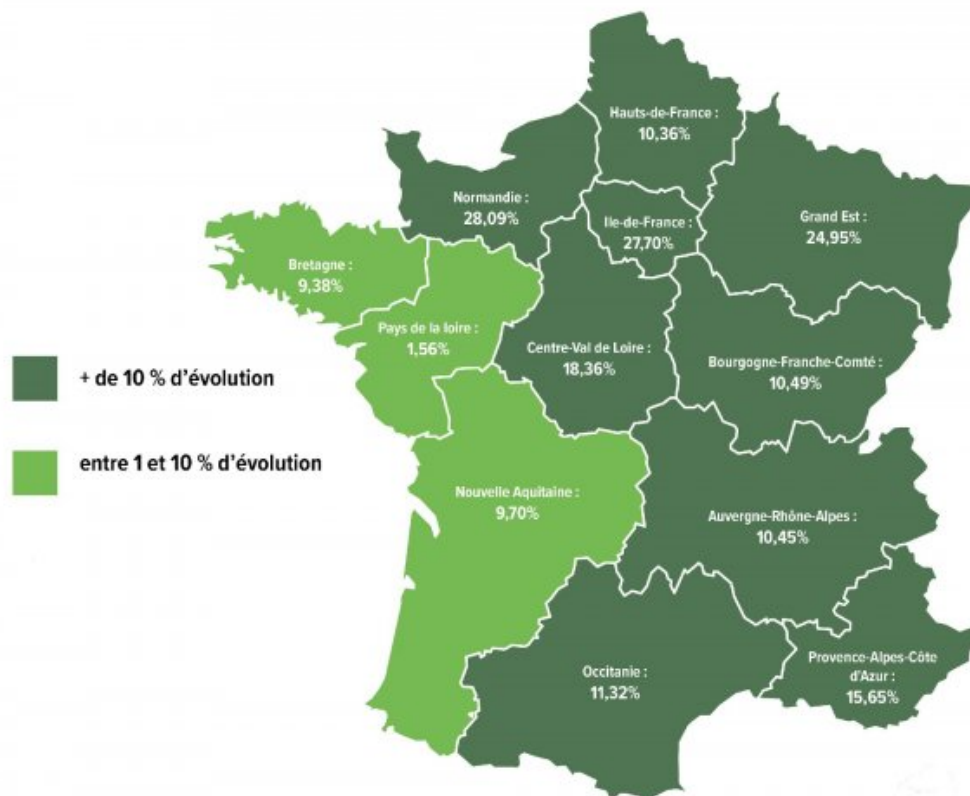 Hauts-de-France :
10,36%
Normandie :
28,09%
Ile-de-France :
27,70%
Grand Est :
24,95%
Bretagne :
9,38%
Pays de la loire :
1,56%
Centre-Val de Loire :
18,36%
Bourgogne-Franche-Comté :
10,49%
+ de 10 % d'évolution
entre 1 et 10 % d'évolution
Nouvelle Aquitaine :
9,70%
Auvergne-Rhône-Alpes :
10,45%
Occitanie :
11,32%
Provence-Alpes-Côte
d'Azur :
15,65%